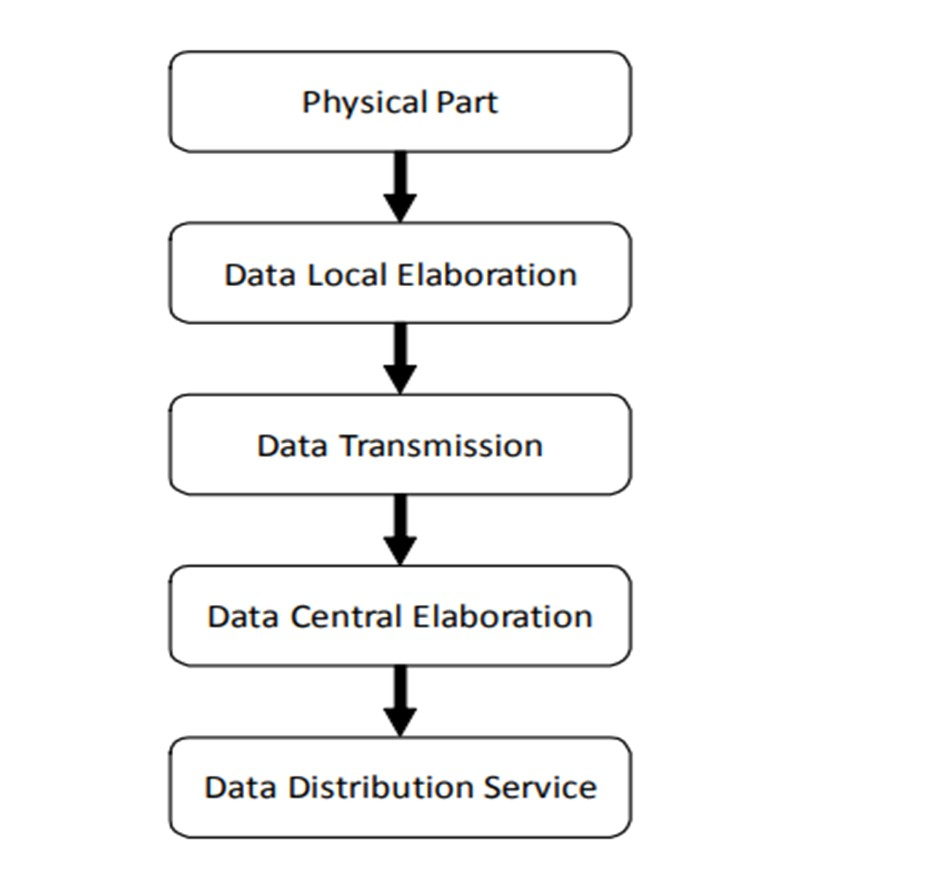 Physical Part
Data Local Elaboration
Data Transmission
Data Central Elaboration
Data Distribution Service